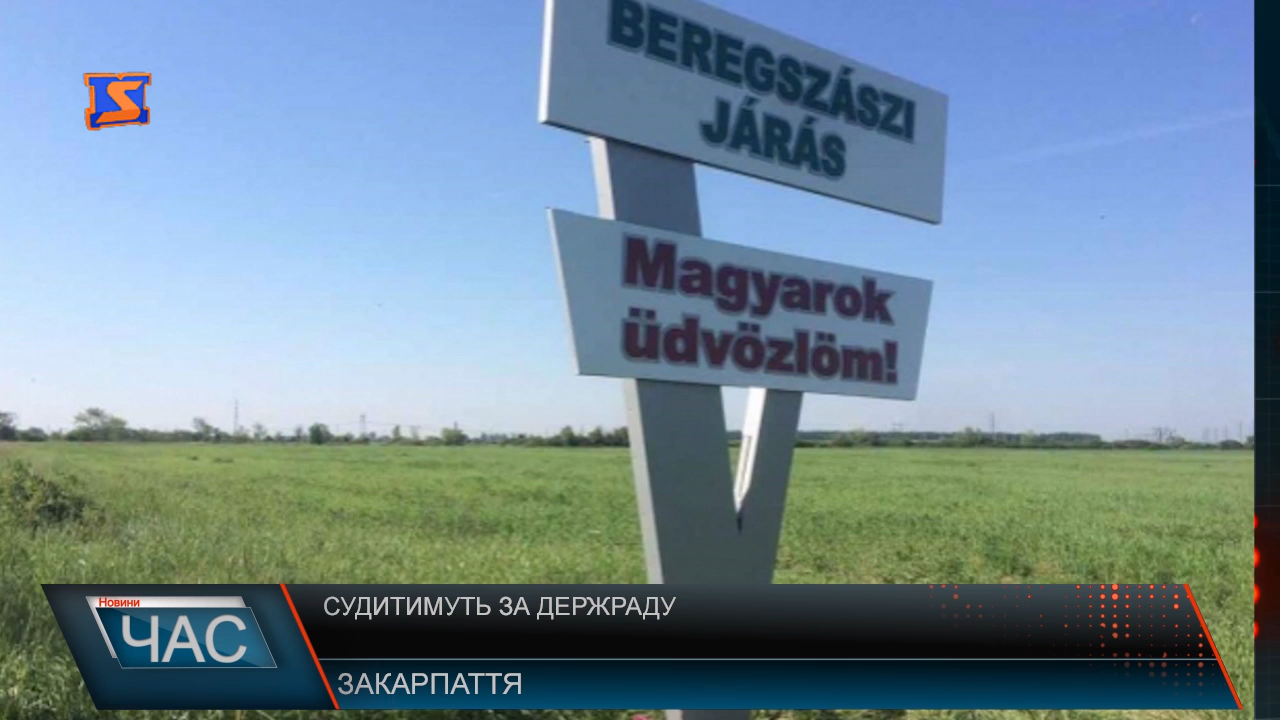 BEREGSZÁSZI
JÁRÁS
Magyarok
üdvözlöm!
Новини
ЧАС
СУДИТИМУТЬ ЗА ДЕРЖРАДУ
ЗАКАРПАТТЯ